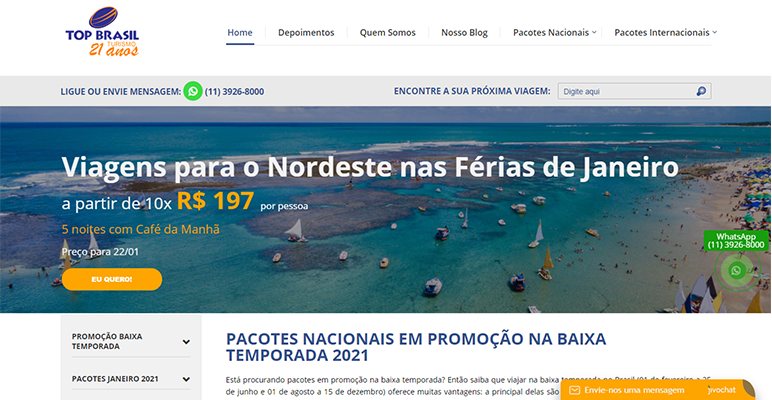 TOP BRASIL
TURISMO
21 anos
Home
Depoimentos
Quem Somos
Nosso Blog
Pacotes Nacionais
Pacotes Internacionais
LIGUE OU ENVIE MENSAGEM: (11) 3926-8000
ENCONTRE A SUA PRÓXIMA VIAGEM:
Digite aqui
Viagens para o Nordeste nas Férias de Janeiro
a partir de 10x R$ 197 por pessoa
5 noites com Café da Manhã
Preço para 22/01
EU QUERO!
WhatsApp
(11) 3926-8000
PROMOÇÃO BAIXA
TEMPORADA
PACOTES JANEIRO 2021
PACOTES NACIONAIS EM PROMOÇÃO NA BAIXA
TEMPORADA 2021
Está procurando pacotes em promoção na baixa temporada? Então saiba que viajar na baixa temporada no Brasil (01 de fevereiro a 25
de junho e 01 de agosto a 15 de dezembro) oferece muitas vantagens: a principal delas são
Envie-nos uma mensagem
jivochat